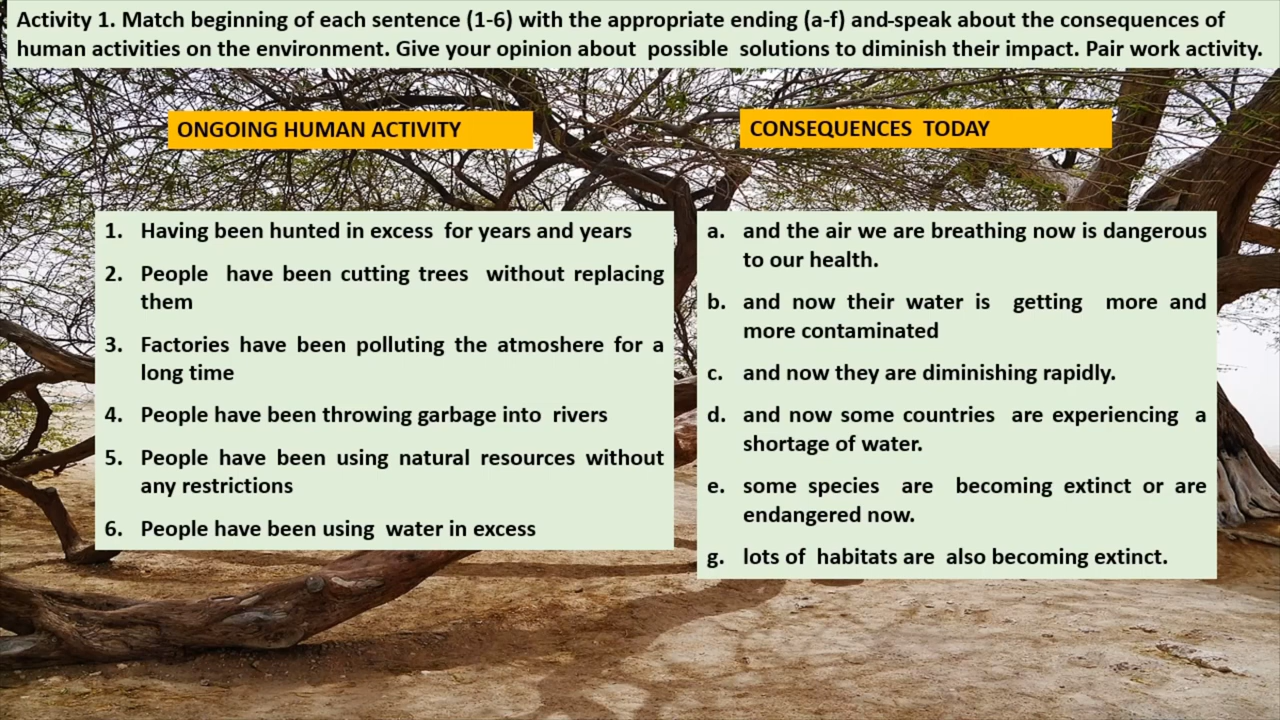 Activity 1. Match beginning of each sentence (1-6) with the appropriate ending (a-f) and-speak about the consequences of
human activities on the environment. Give your opinion about possible solutions to diminish their impact. Pair work activity.
ONGOING HUMAN ACTIVITY
1. Having been hunted in excess for years and years
2. People have been cutting trees without replacing
them
3. Factories have been polluting the atmoshere for a
long time
4. People have been throwing garbage into rivers
5. People have been using natural resources without
any restrictions
6. People have been using water in excess
CONSEQUENCES TODAY
a. and the air we are breathing now is dangerous
to our health.
b. and now their water is getting more and
more contaminated
c. and now they are diminishing rapidly.
d. and now some countries are experiencing a
shortage of water.
e. some species are becoming extinct or are
endangered now.
g. lots of habitats are also becoming extinct.